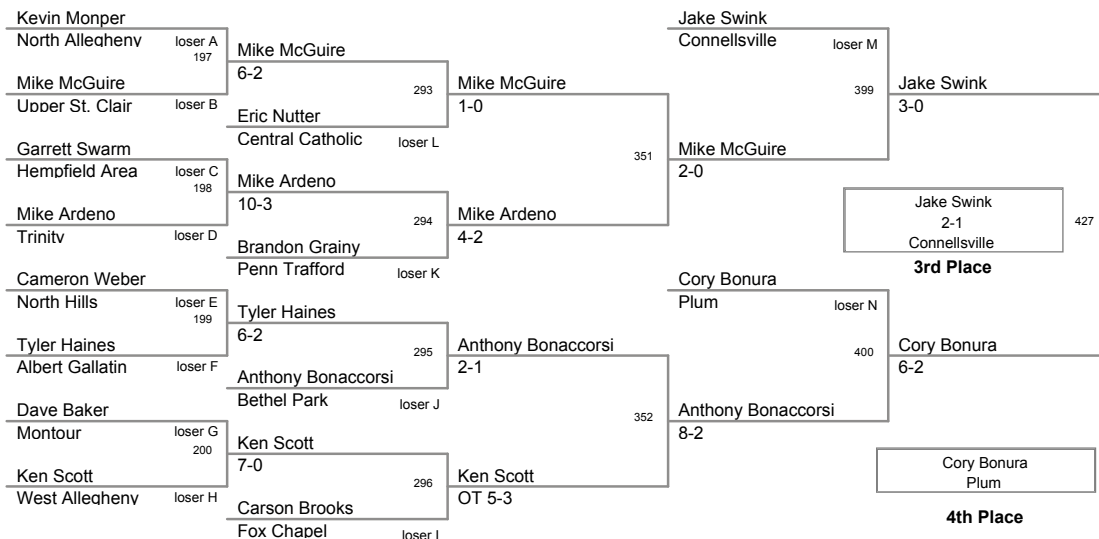 Kevin Monper
North Allegheny
loser A
197
Mike McGuire
Upper St. Clair
loser B
Garrett Swarm
Hempfield Area
loser C
198
Mike Ardeno
Trinity
loser D
Cameron Weber
North Hills
loser E
199
Tyler Haines
Albert Gallatin
loser F
Dave Baker
Montour
loser G
200
Ken Scott
West Allegheny
loser H
Mike McGuire
6-2
293
Eric Nutter
Central Catholic
loser L
Mike Ardeno
10-3
294
Brandon Grainy
Penn Trafford
loser K
Tyler Haines
6-2
295
Anthony Bonaccorsi
Bethel Park
loser J
Ken Scott
7-0
296
Carson Brooks
Fox Chapel
loser I
Mike McGuire
1-0
351
Mike Ardeno
4-2
Anthony Bonaccorsi
2-1
352
Ken Scott
OT 5-3
Jake Swink
Connellsville
loser M
399
Mike McGuire
2-0
Cory Bonura
Plum
loser N
400
Anthony Bonaccorsi
8-2
Jake Swink
3-0
Jake Swink
2-1
Connellsville
427
3rd Place
Cory Bonura
6-2
Cory Bonura
Plum
4th Place